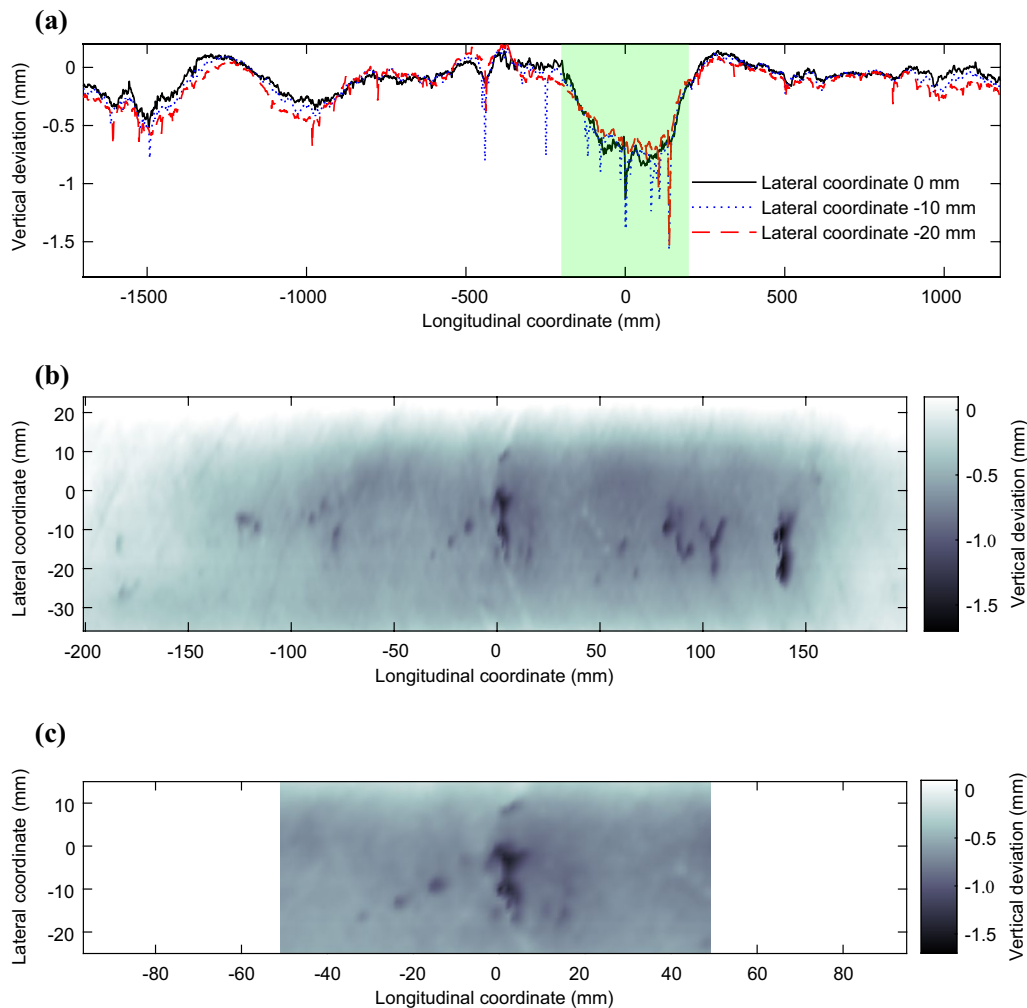 (a)
0
-0.5
-1
-1.5
Vertical deviation (mm)
Lateral coordinate 0 mm
Lateral coordinate -10 mm
Lateral coordinate -20 mm
-1500 -1000 -500 0 500 1000
Longitudinal coordinate (mm)
(b)
20
10
0
-10
-20
-30
Lateral coordinate (mm)
-200 -150 -100 -50 0 50 100 150
Longitudinal coordinate (mm)
0
-0.5
-1.0
-1.5
Vertical deviation (mm)
(c)
10
0
-10
-20
Lateral coordinate (mm)
-80 -60 -40 -20 0 20 40 60 80
Longitudinal coordinate (mm)
0
-0.5
-1.0
-1.5
Vertical deviation (mm)